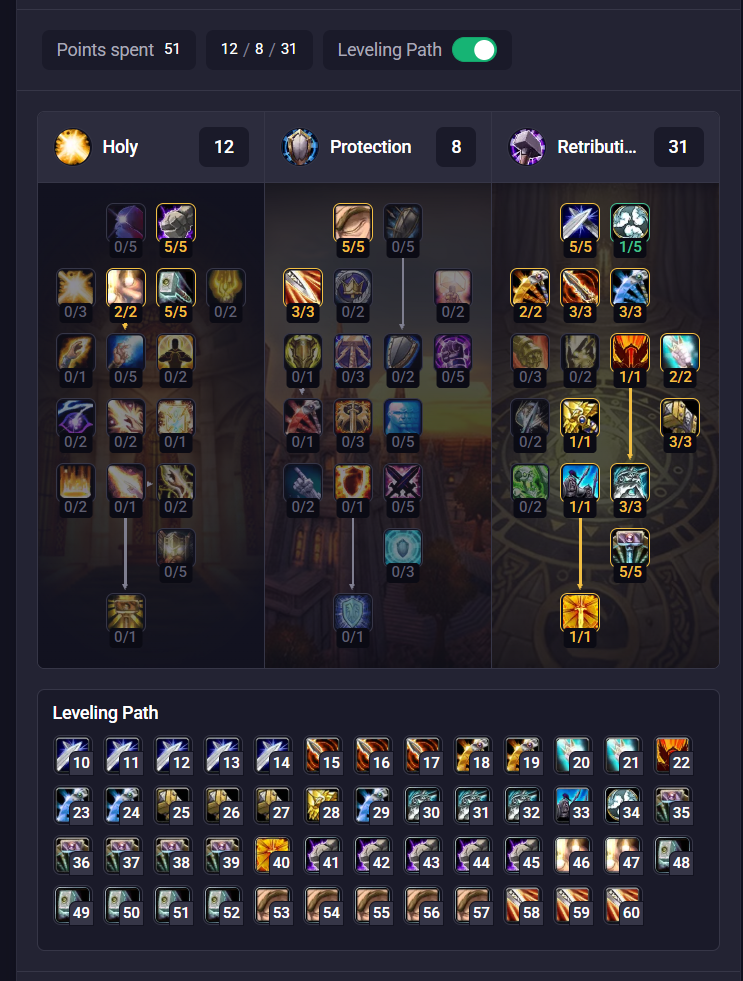 Points spent 51 12 / 8 / 31 Leveling Path
Holy 12 Protection 8 Retributi... 31
0/5 5/5 5/5 0/5 5/5 1/5
0/3 2/2 5/5 0/2 3/3 0/2 0/2 2/2 3/3 3/3
0/1 0/5 0/2 0/1 0/3 0/2 0/5 0/3 0/2 1/1 2/2
0/2 0/2 0/1 0/1 0/3 0/5 0/2 1/1 3/3
0/2 0/1 0/2 0/2 0/1 0/5 0/2 1/1 3/3
0/5 0/3 5/5
0/1 0/1 1/1
Leveling Path
10 11 12 13 14 15 16 17 18 19 20 21 22
23 24 25 26 27 28 29 30 31 32 33 34 35
36 37 38 39 40 41 42 43 44 45 46 47 48
49 50 51 52 53 54 55 56 57 58 59 60